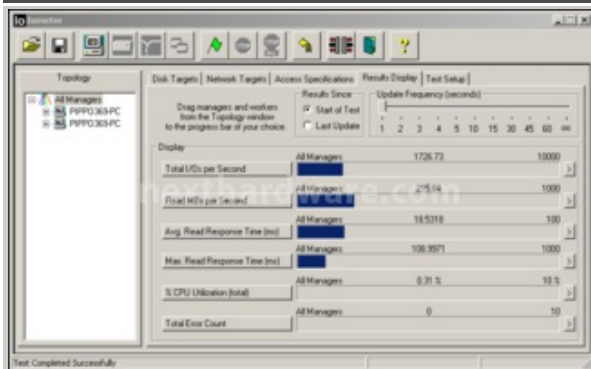 Iometer
Topology
All Managers
PIPPO369-PC
PIPPO369-PC
Disk Targets
Network Targets
Access Specifications
Results Display
Test Setup
Drag managers and workers
from the Topology window
to the progress bar of your choice.
Results Since
Start of Test
Last Update
Update Frequency (seconds)
1 2 3 4 5 10 15 30 45 60 ∞
Display
All Managers 1726.73 10000
Total I/Os per Second
All Managers 1000
Read MBs per Second
nexthardware.com
All Managers 18.5318 100
Avg. Read Response Time (ms)
All Managers 108.9971 1000
Max. Read Response Time (ms)
All Managers 0.31 % 10 %
% CPU Utilization (total)
All Managers 0 10
Total Error Count
Test Completed Successfully